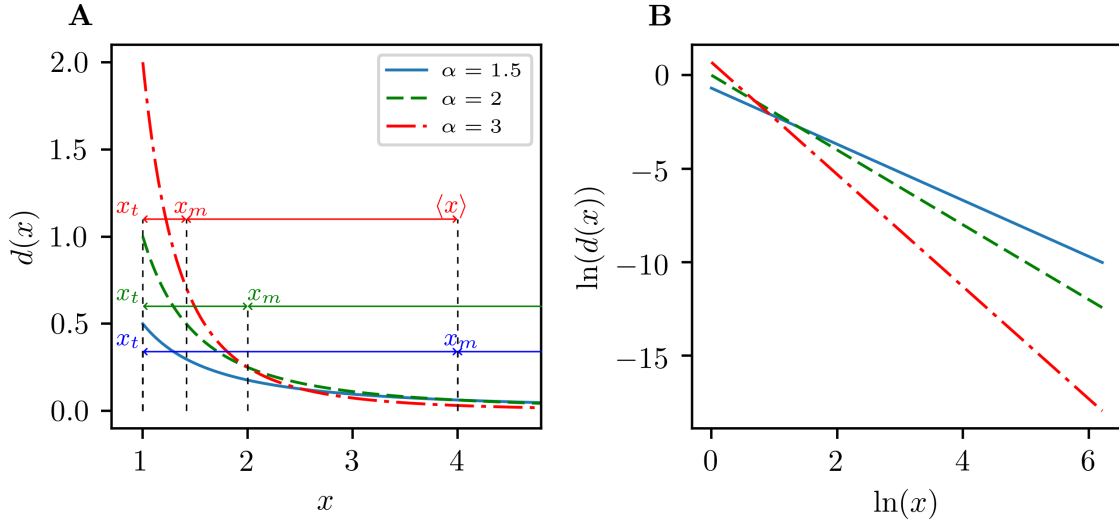 A
d(x)
2.0
1.5
1.0
0.5
0.0
α = 1.5
α = 2
α = 3
x_t x_m ⟨x⟩
x_t x_m
x_t x_m
1 2 3 4
x
B
ln(d(x))
0
−5
−10
−15
0 2 4 6
ln(x)